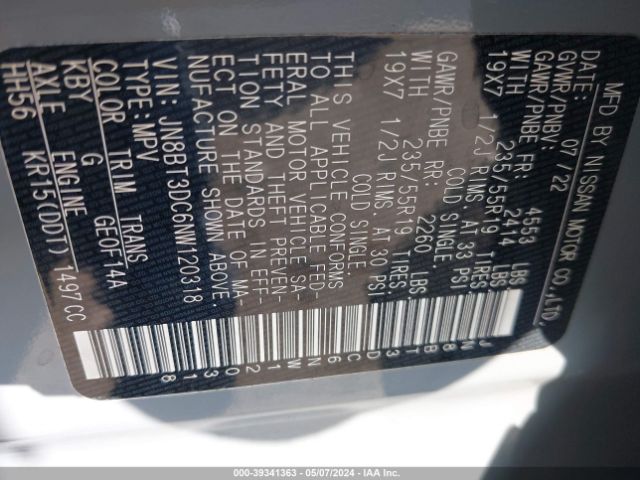 MFD BY NISSAN MOTOR CO.,LTD.
DATE: 07/22
GVWR/PNBV: 4553 LBS
GAWR/PNBE FR: 2414 LBS
WITH 235/55R19 TIRES
19X7 1/2J RIMS. AT 33 PSI
COLD SINGLE
GAWR/PNBE RR: 2260 LBS.
WITH 235/55R19 TIRES.
19X7 1/2J RIMS. AT 30 PSI
COLD SINGLE.
THIS VEHICLE CONFORMS
TO ALL APPLICABLE FED-
ERAL MOTOR VEHICLE SA-
FETY AND THEFT PREVEN-
TION STANDARDS IN EFF-
ECT ON THE DATE OF MA-
NUFACTURE SHOWN ABOVE
VIN: JN8BT3DC6NW120318
TYPE: MPV
COLOR TRIM TRANS
KBY G GE0F14A
AXLE ENGINE
HH56 KR15(DDT) 1497CC
JN8BT3DC6NW120318
000-39341363 - 05/07/2024 - IAAI.com